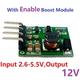 With Enable Boost Module
Input 2.6-5.5V,Output
12V